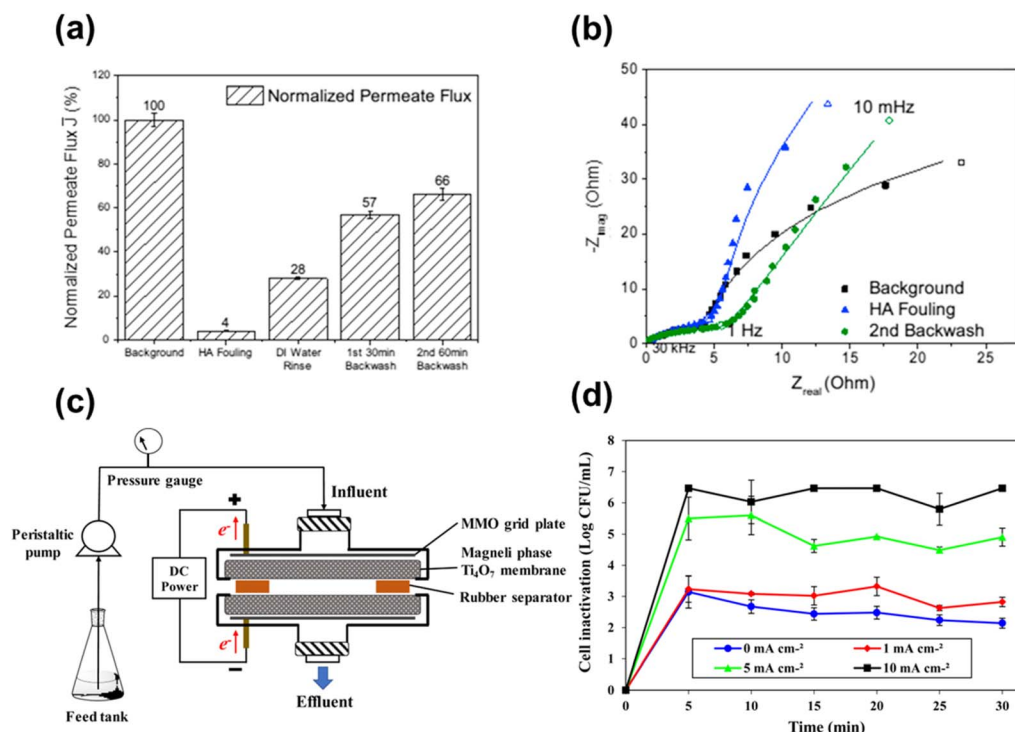 (a)
Normalized Permeate Flux J̅ (%)
120
100
80
60
40
20
0
Normalized Permeate Flux
100
4
28
57
66
Background
HA Fouling
DI Water
Rinse
1st 30min
Backwash
2nd 60min
Backwash
(b)
-Zimag (Ohm)
50
40
30
20
10
0
10 mHz
Background
HA Fouling
2nd Backwash
1 Hz
30 kHz
0
5
10
15
20
25
Zreal (Ohm)
(c)
Pressure gauge
Peristaltic
pump
Feed tank
DC
Power
+
e-
e-
−
Influent
MMO grid plate
Magneli phase
Ti4O7 membrane
Rubber separator
Effluent
(d)
Cell inactivation (Log CFU/mL)
8
7
6
5
4
3
2
1
0
0 mA cm-2
1 mA cm-2
5 mA cm-2
10 mA cm-2
0
5
10
15
20
25
30
Time (min)